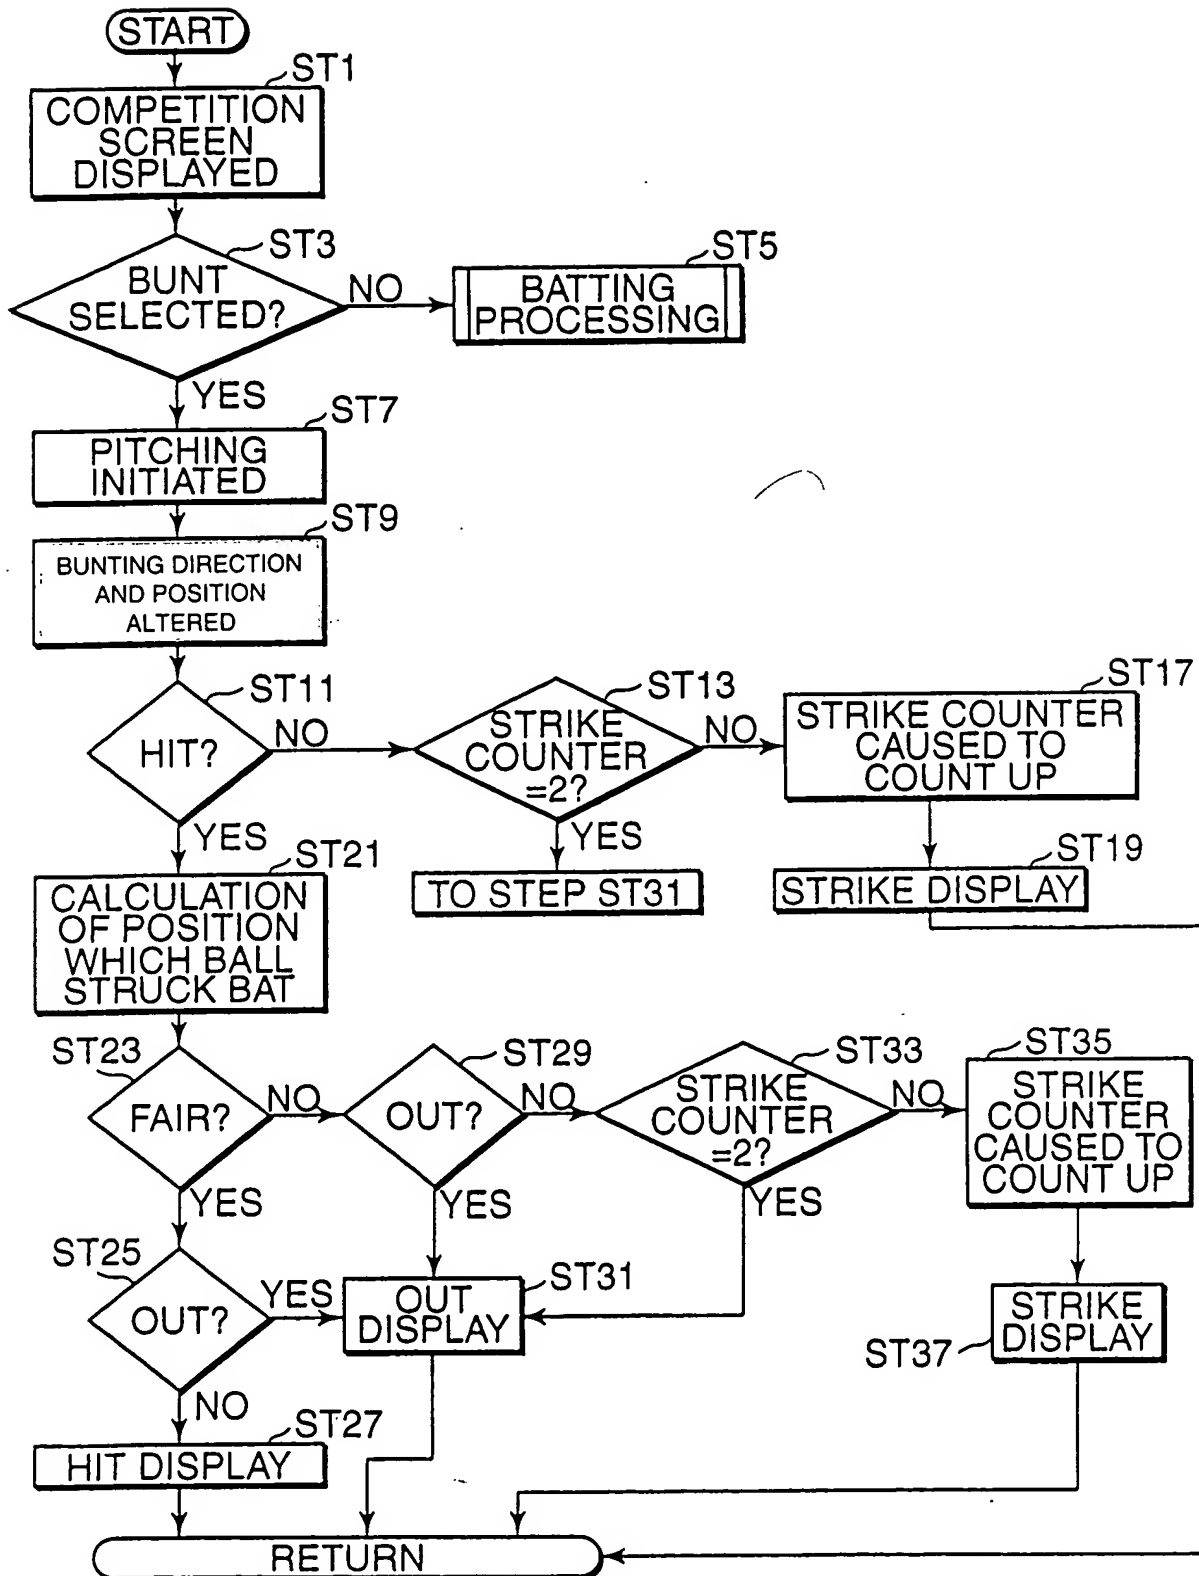 START
ST1
COMPETITION
SCREEN
DISPLAYED
ST3
BUNT
SELECTED?
NO
ST5
BATTING
PROCESSING
YES
ST7
PITCHING
INITIATED
ST9
BUNTING DIRECTION
AND POSITION
ALTERED
ST11
HIT?
NO
ST13
STRIKE
COUNTER
=2?
NO
ST17
STRIKE COUNTER
CAUSED TO
COUNT UP
YES
YES
TO STEP ST31
ST19
STRIKE DISPLAY
ST21
CALCULATION
OF POSITION
WHICH BALL
STRUCK BAT
ST23
FAIR?
NO
ST29
OUT?
NO
ST33
STRIKE
COUNTER
=2?
NO
ST35
STRIKE
COUNTER
CAUSED TO
COUNT UP
YES
YES
YES
ST25
OUT?
YES
ST31
OUT
DISPLAY
ST37
STRIKE
DISPLAY
NO
ST27
HIT DISPLAY
RETURN